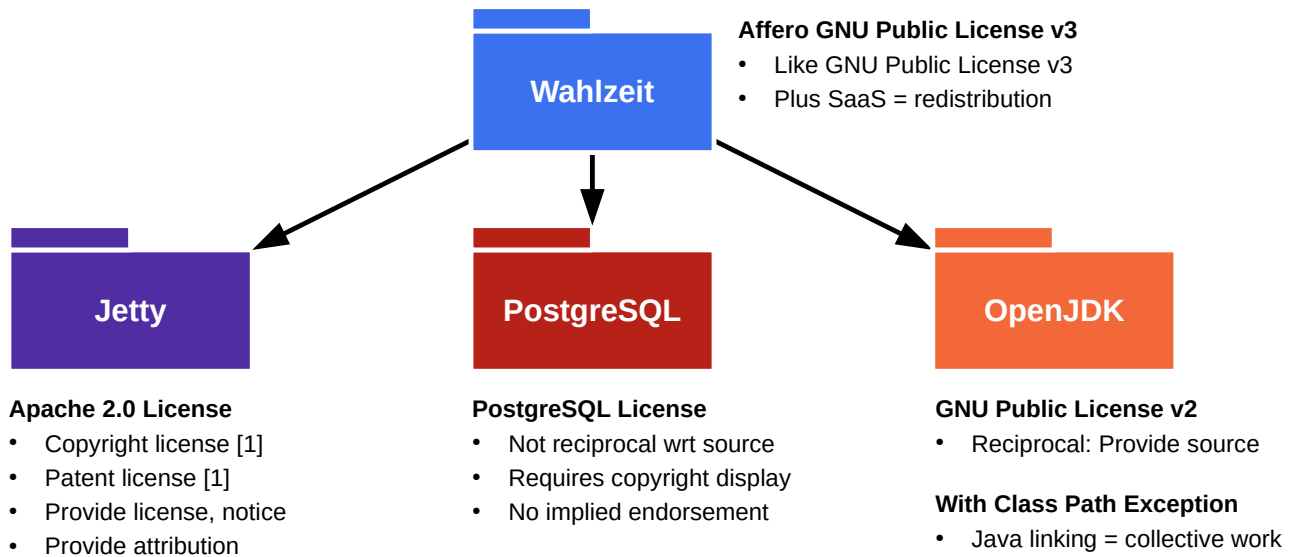 Wahlzeit
Affero GNU Public License v3
• Like GNU Public License v3
• Plus SaaS = redistribution
Jetty
PostgreSQL
OpenJDK
Apache 2.0 License
• Copyright license [1]
• Patent license [1]
• Provide license, notice
• Provide attribution
PostgreSQL License
• Not reciprocal wrt source
• Requires copyright display
• No implied endorsement
GNU Public License v2
• Reciprocal: Provide source
With Class Path Exception
• Java linking = collective work